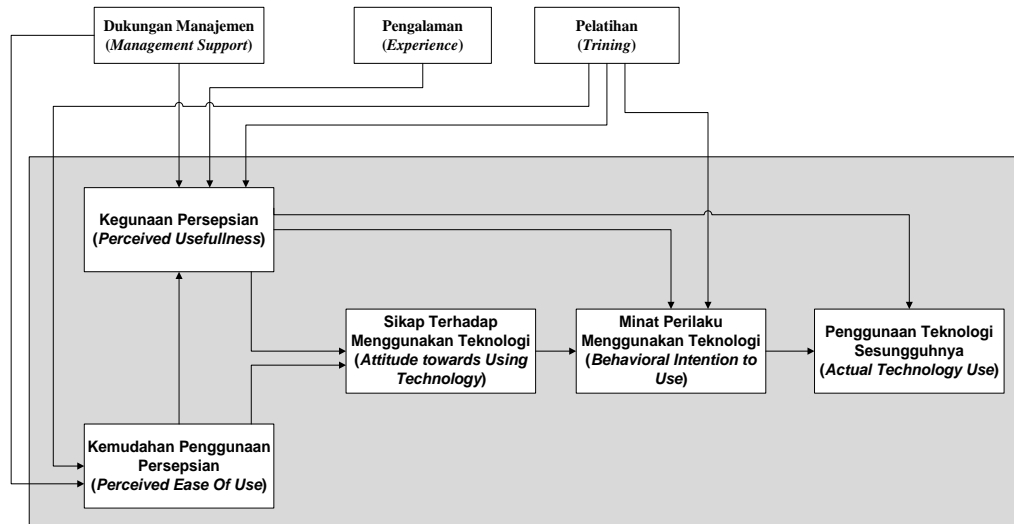 Dukungan Manajemen
(Management Support)
Pengalaman
(Experience)
Pelatihan
(Trining)
Kegunaan Persepsian
(Perceived Usefullness)
Sikap Terhadap
Menggunakan Teknologi
(Attitude towards Using
Technology)
Minat Perilaku
Menggunakan Teknologi
(Behavioral Intention to
Use)
Penggunaan Teknologi
Sesungguhnya
(Actual Technology Use)
Kemudahan Penggunaan
Persepsian
(Perceived Ease Of Use)